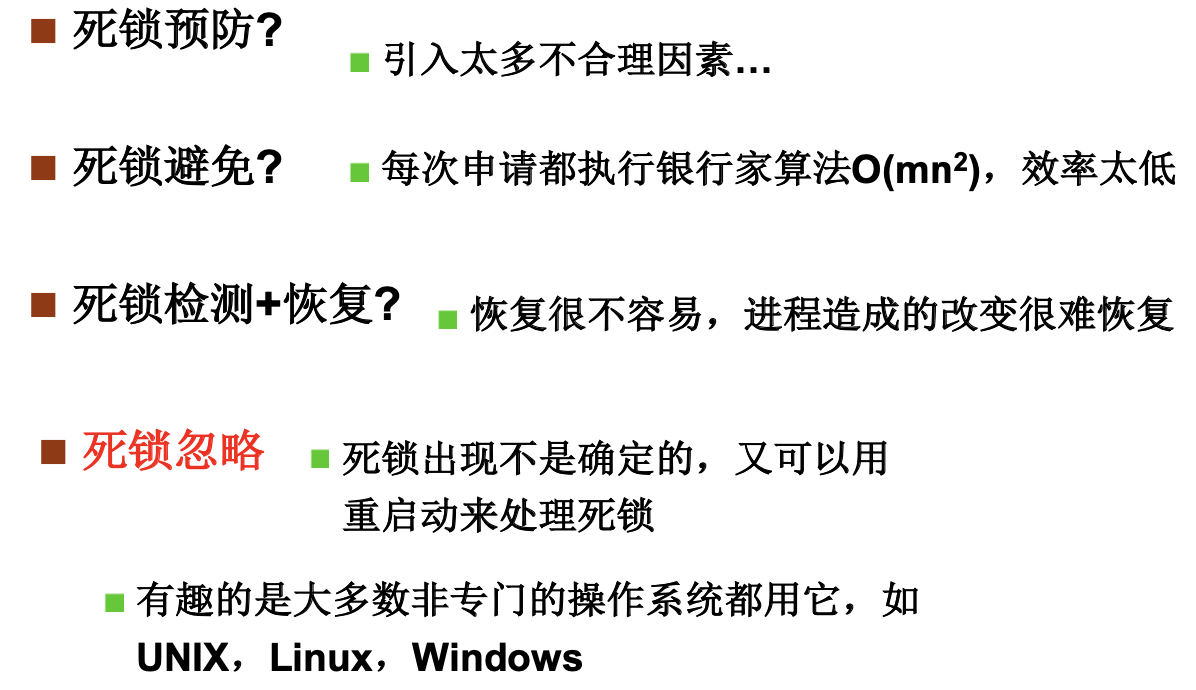 死锁预防?
引入太多不合理因素...
死锁避免?
每次申请都执行银行家算法O(mn²)，效率太低
死锁检测+恢复?
恢复很不容易，进程造成的改变很难恢复
死锁忽略
死锁出现不是确定的，又可以用
重启动来处理死锁
有趣的是大多数非专门的操作系统都用它，如
UNIX，Linux，Windows